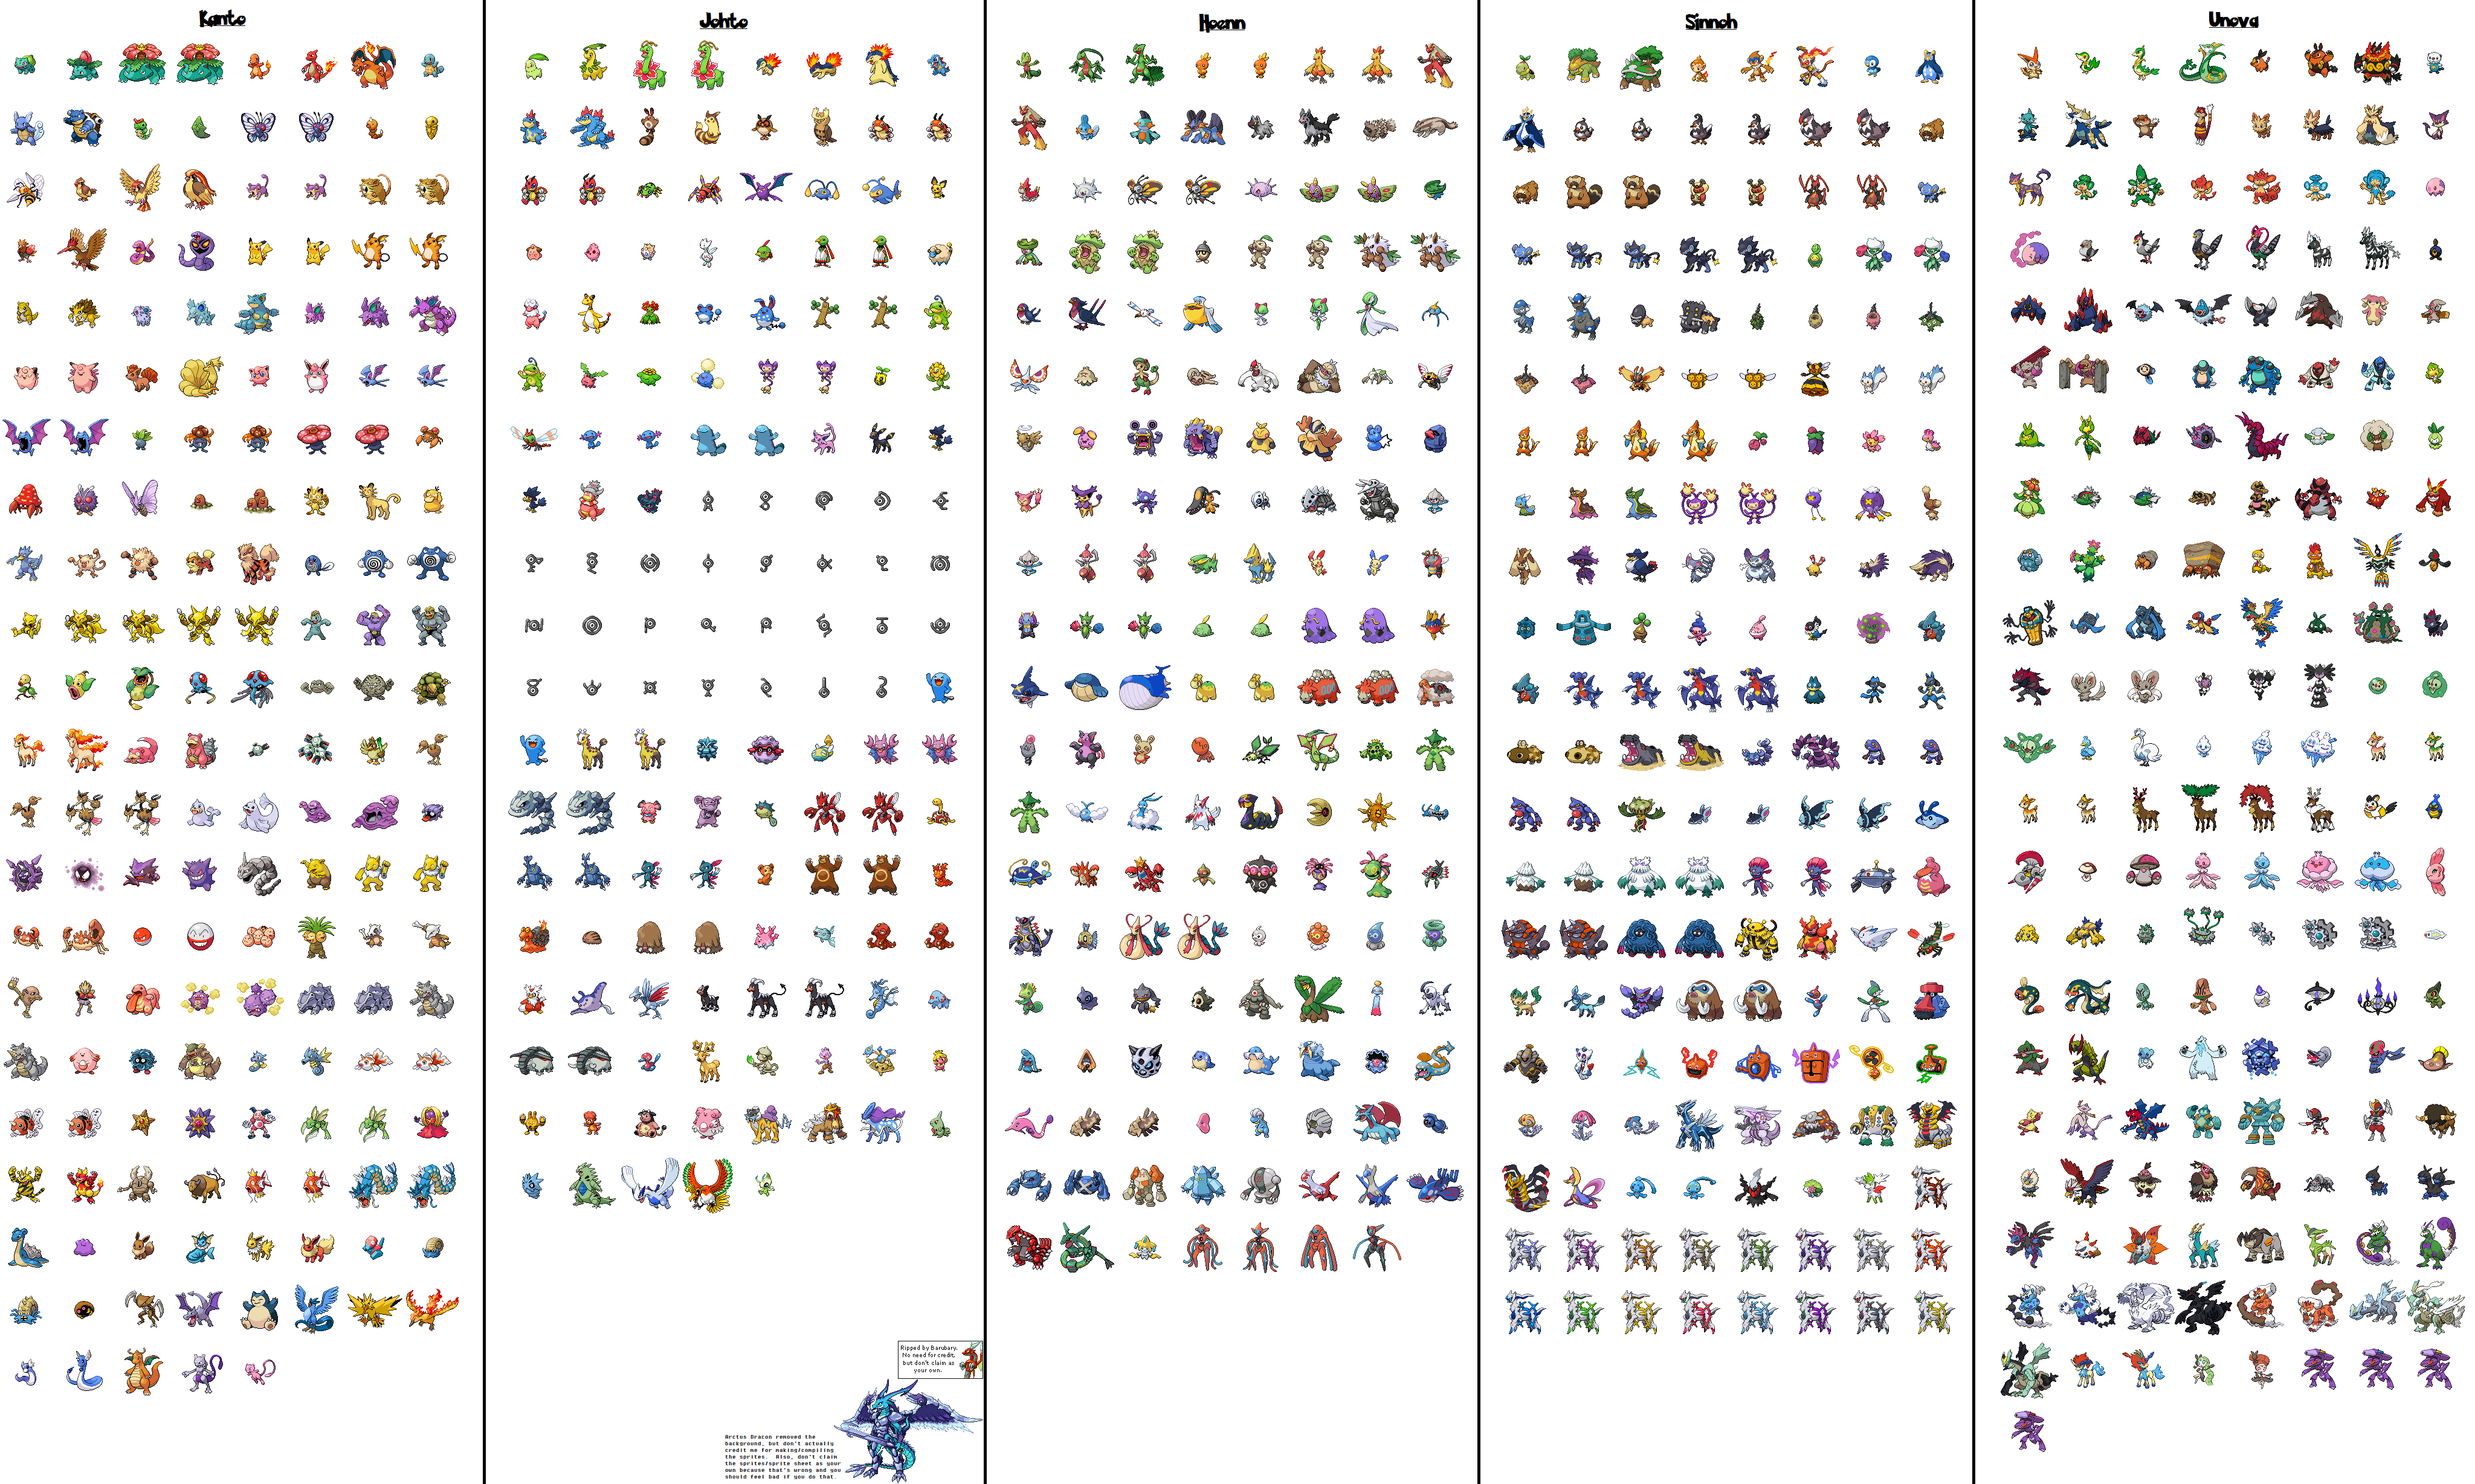 Kanto
Johto
Hoenn
Sinnoh
Unova
Ripped by Barubary.
No need for credit,
but don't claim as
your own.
Arctus Dracon removed the
background, but don't actually
credit me for making/compiling
the sprites. Also, don't claim
the sprites/sprite sheet as your
own because that's wrong and you
should feel bad if you do that.